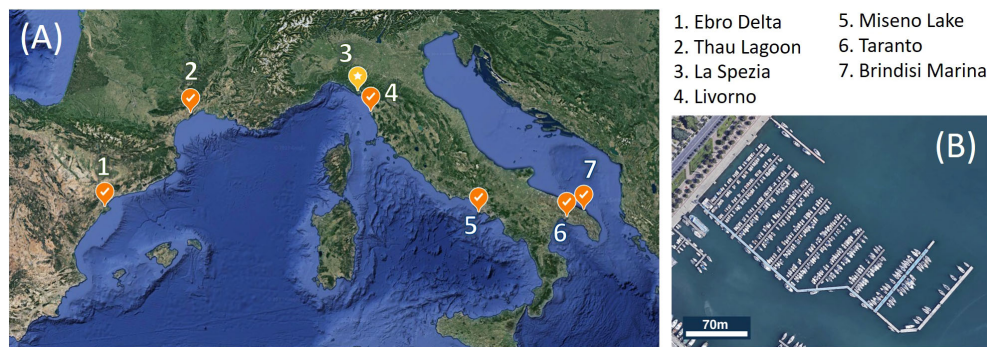 (A)
1
2
3
4
5
6
7
1. Ebro Delta
2. Thau Lagoon
3. La Spezia
4. Livorno
5. Miseno Lake
6. Taranto
7. Brindisi Marina
(B)
70m